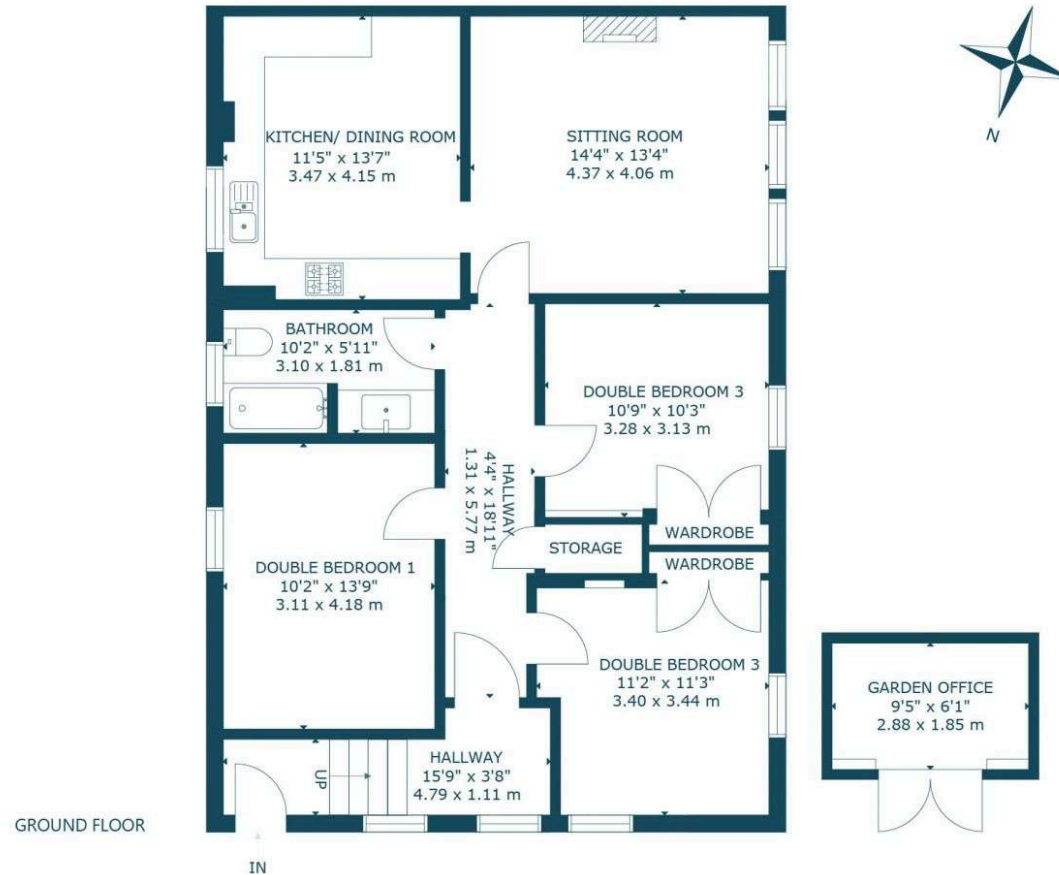 KITCHEN/ DINING ROOM
11'5" x 13'7"
3.47 x 4.15 m
SITTING ROOM
14'4" x 13'4"
4.37 x 4.06 m
N
BATHROOM
10'2" x 5'11"
3.10 x 1.81 m
DOUBLE BEDROOM 3
10'9" x 10'3"
3.28 x 3.13 m
HALLWAY
4'4" x 18'11"
1.31 x 5.77 m
WARDROBE
STORAGE
WARDROBE
DOUBLE BEDROOM 1
10'2" x 13'9"
3.11 x 4.18 m
DOUBLE BEDROOM 3
11'2" x 11'3"
3.40 x 3.44 m
GARDEN OFFICE
9'5" x 6'1"
2.88 x 1.85 m
UP
HALLWAY
15'9" x 3'8"
4.79 x 1.11 m
GROUND FLOOR
IN